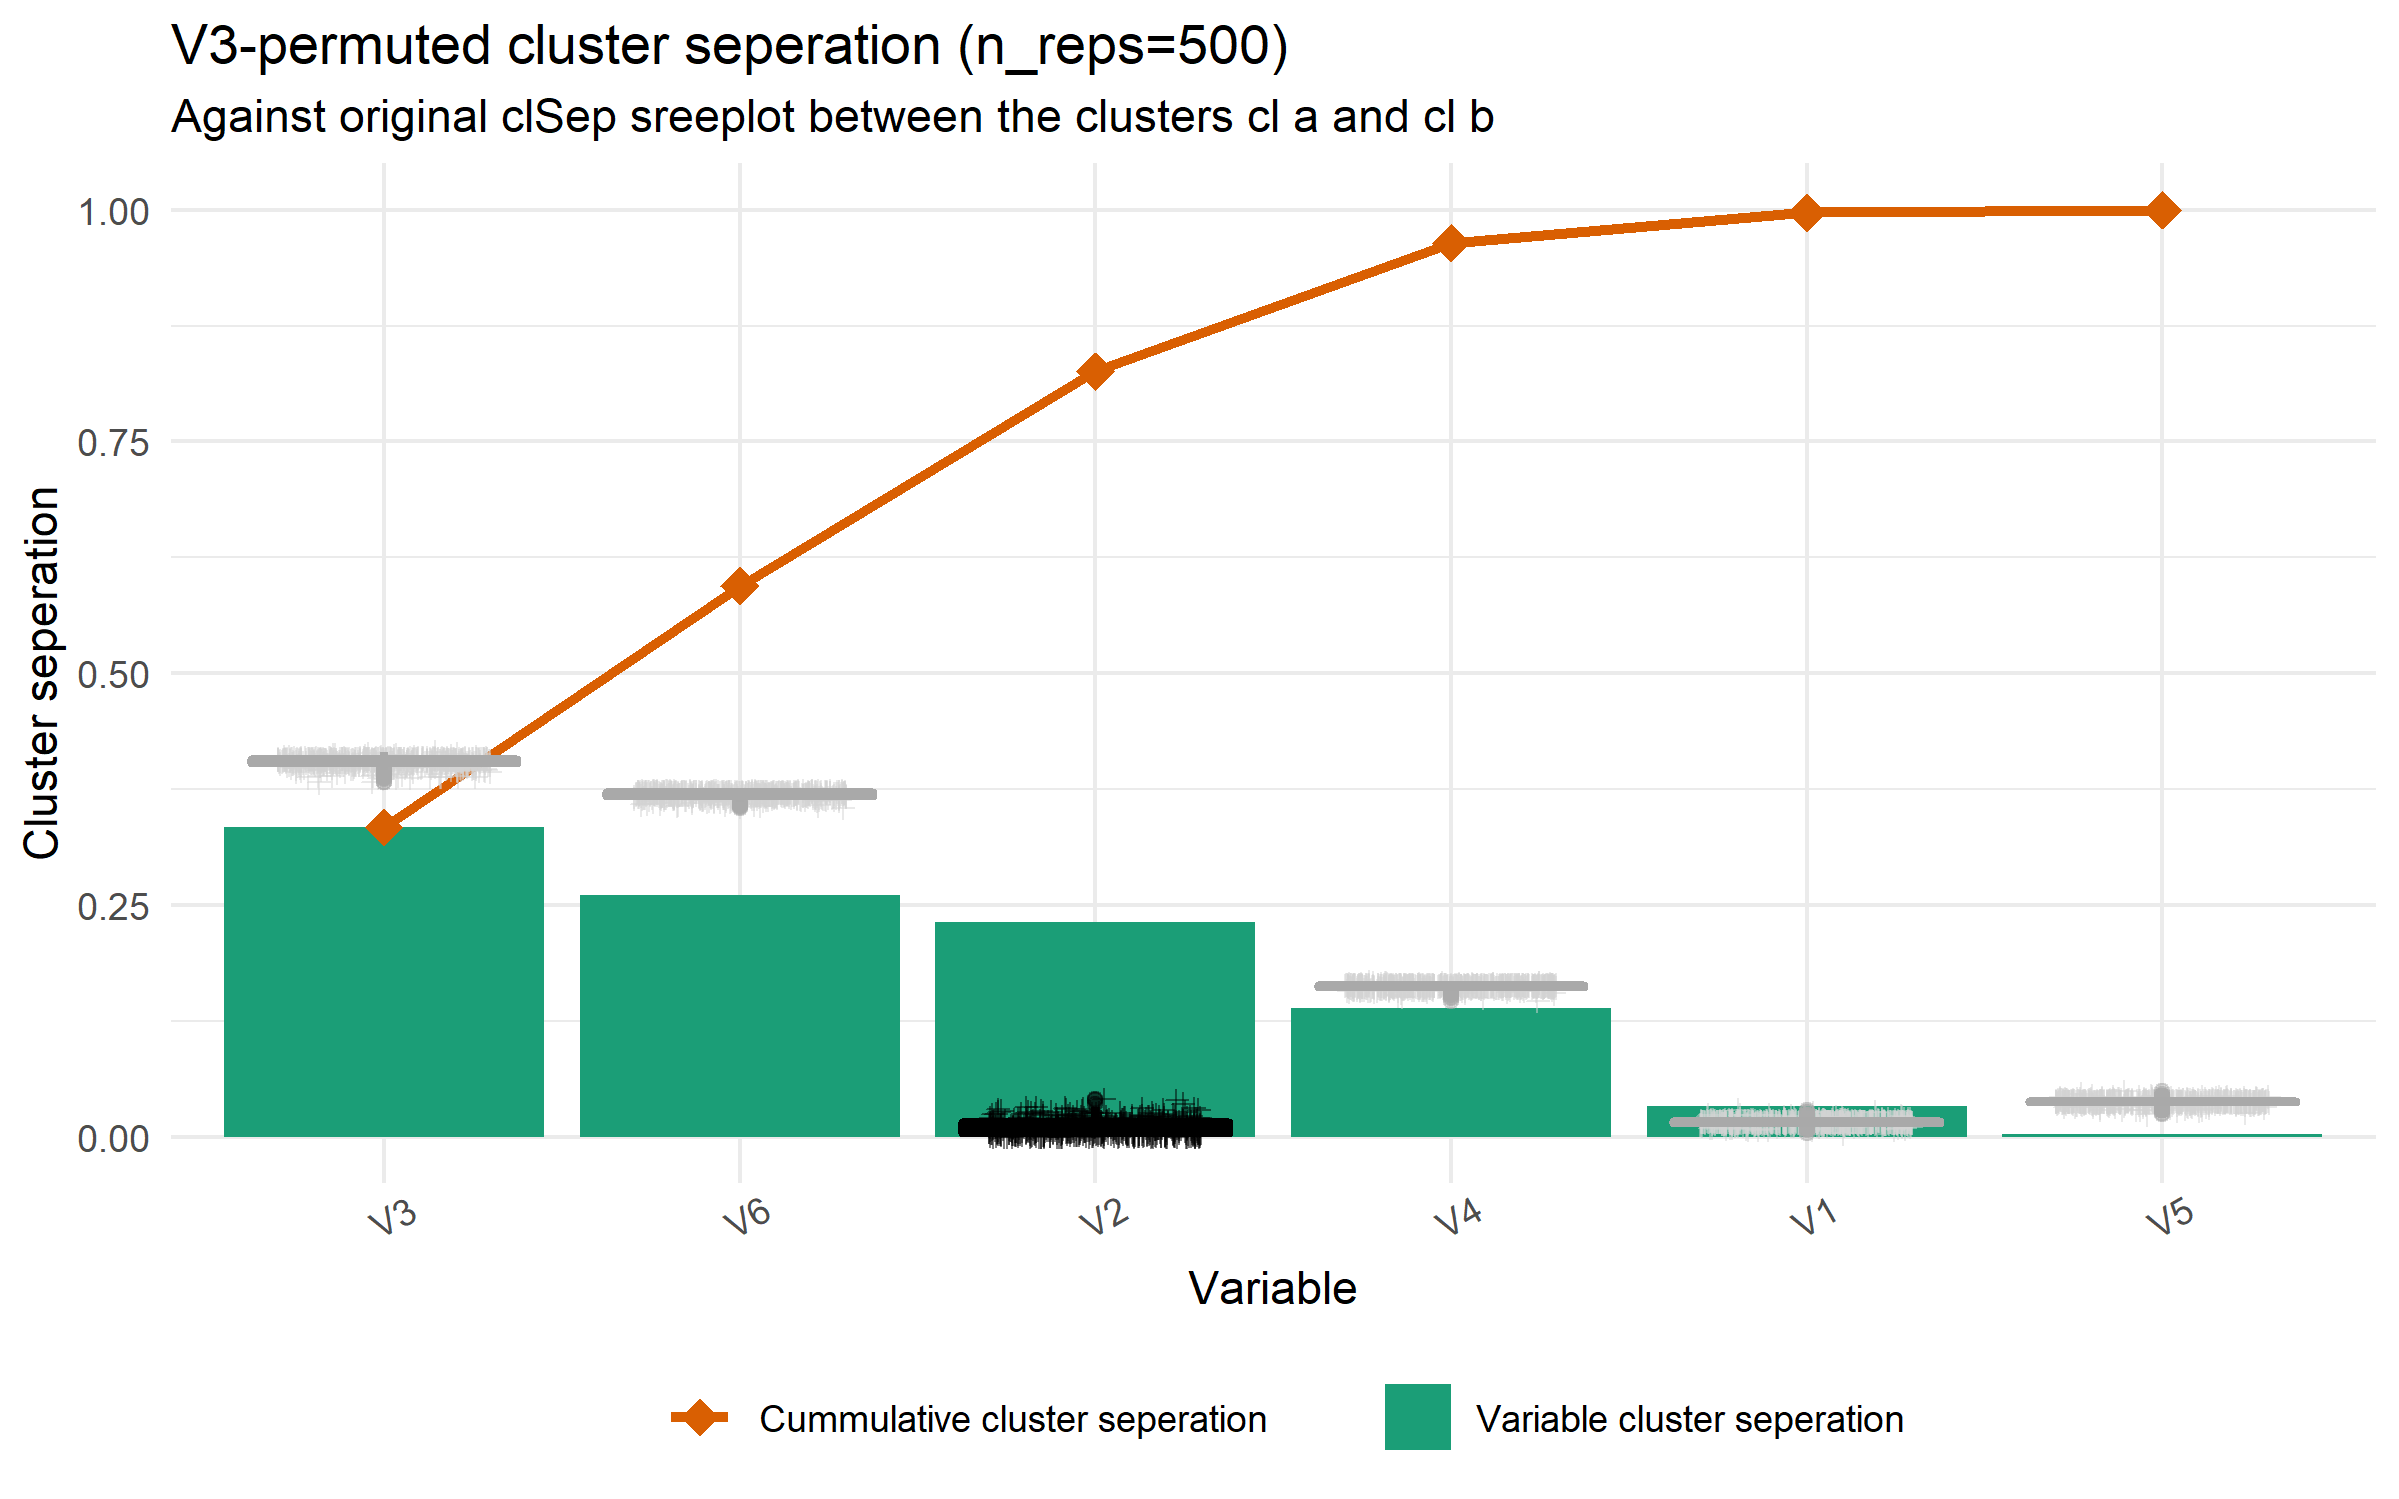 V3-permuted cluster seperation (n_reps=500)
Against original clSep sreeplot between the clusters cl a and cl b
1.00
0.75
0.50
0.25
0.00
Cluster seperation
V3 V6 V2 V4 V1 V5
Variable
Cummulative cluster seperation Variable cluster seperation